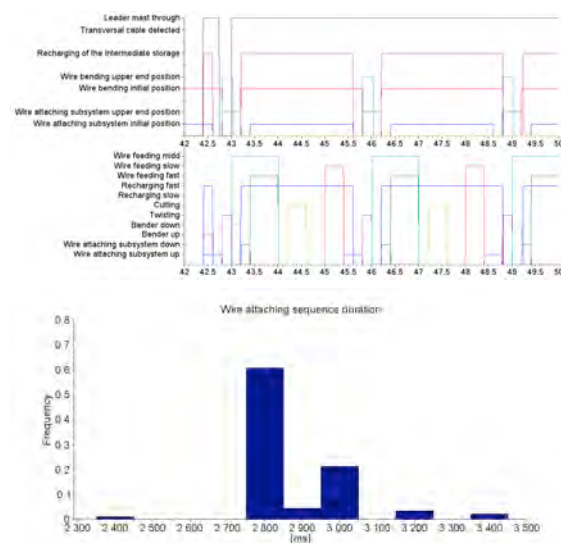 Leader mast through
Transversal cable detected
Recharging of the Intermediate storage
Wire bending upper end position
Wire bending initial position
Wire attaching subsystem upper end position
Wire attaching subsystem initial position
42 42.5 43 43.5 44 44.5 45 45.5 46 46.5 47 47.5 48 48.5 49 49.5 50
Wire feeding midd
Wire feeding slow
Wire feeding fast
Recharging fast
Recharging slow
Cutting
Twisting
Bender down
Bender up
Wire attaching subsystem down
Wire attaching subsystem up
42 42.5 43 43.5 44 44.5 45 45.5 46 46.5 47 47.5 48 48.5 49 49.5 50
Wire attaching sequence duration
Frequency
0.8
0.7
0.6
0.5
0.4
0.3
0.2
0.1
0
2 300 2 400 2 500 2 600 2 700 2 800 2 900 3 000 3 100 3 200 3 300 3 400 3 500
[ms]